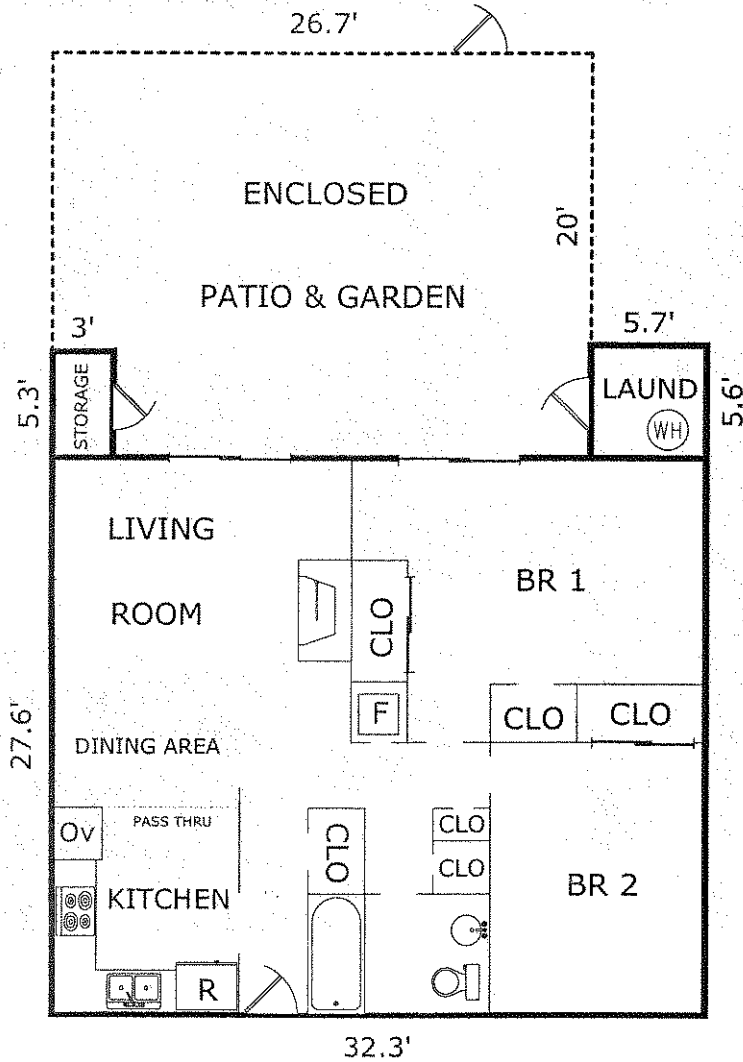 26.7'
ENCLOSED
20'
PATIO & GARDEN
3'
5.7'
5.3'
STORAGE
LAUND
5.6'
WH
LIVING
ROOM
BR 1
CLO
F
CLO
CLO
27.6'
DINING AREA
PASS THRU
Ov
CLO
CLO
CLO
KITCHEN
BR 2
R
32.3'